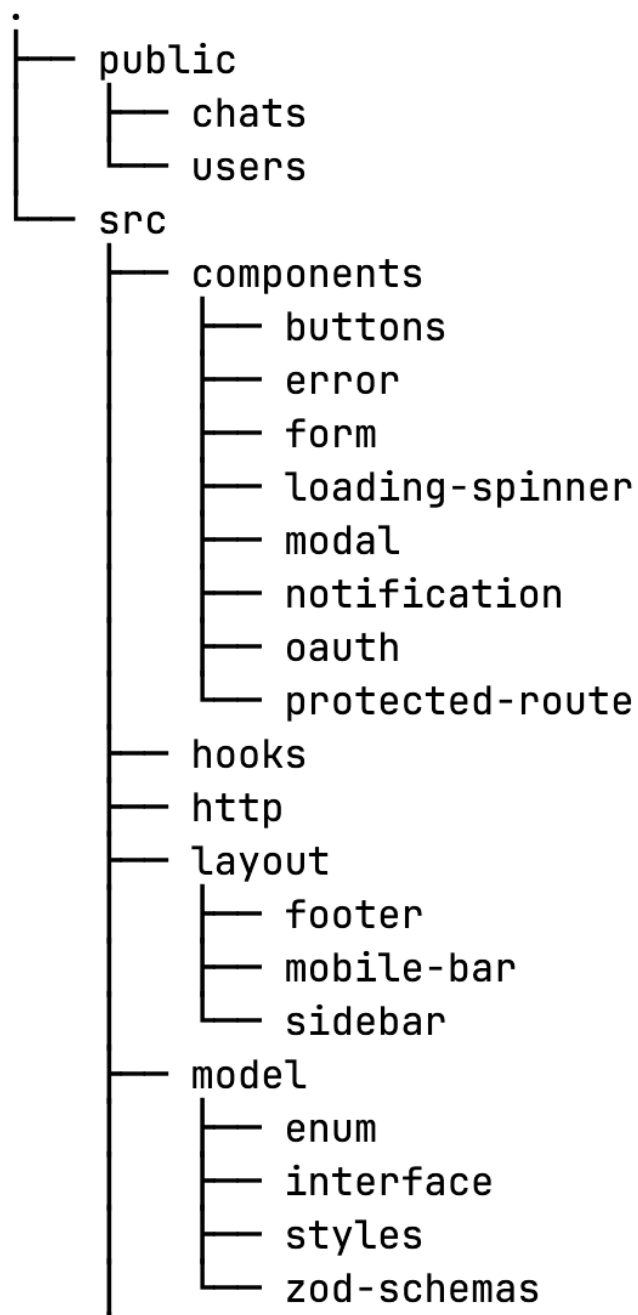 .
├── public
│   ├── chats
│   └── users
└── src
    ├── components
    │   ├── buttons
    │   ├── error
    │   ├── form
    │   ├── loading-spinner
    │   ├── modal
    │   ├── notification
    │   ├── oauth
    │   └── protected-route
    ├── hooks
    ├── http
    ├── layout
    │   ├── footer
    │   ├── mobile-bar
    │   └── sidebar
    ├── model
    │   ├── enum
    │   ├── interface
    │   ├── styles
    │   └── zod-schemas